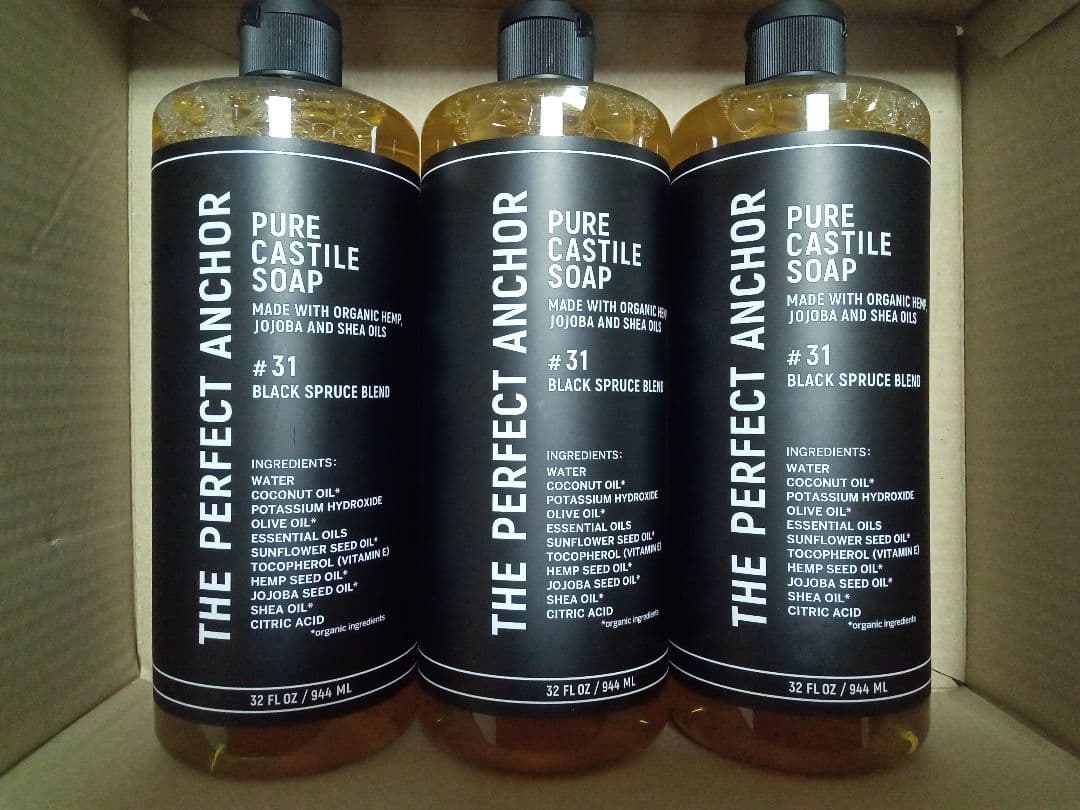 THE PERFECT ANCHOR
PURE
CASTILE
SOAP
MADE WITH ORGANIC HEMP,
JOJOBA AND SHEA OILS
#31
BLACK SPRUCE BLEND
INGREDIENTS:
WATER
COCONUT OIL*
POTASSIUM HYDROXIDE
OLIVE OIL*
ESSENTIAL OILS
SUNFLOWER SEED OIL*
TOCOPHEROL (VITAMIN E)
HEMP SEED OIL*
JOJOBA SEED OIL*
SHEA OIL*
CITRIC ACID
*organic ingredients
32 FL OZ / 944 ML
THE PERFECT ANCHOR
PURE
CASTILE
SOAP
MADE WITH ORGANIC HEM
JOJOBA AND SHEA OILS
#31
BLACK SPRUCE BLEND
INGREDIENTS:
WATER
COCONUT OIL*
POTASSIUM HYDROXIDE
OLIVE OIL*
ESSENTIAL OILS
SUNFLOWER SEED OIL*
TOCOPHEROL (VITAMIN E)
HEMP SEED OIL*
JOJOBA SEED OIL*
SHEA OIL*
CITRIC ACID
*organic ingredients
32 FL OZ / 944 ML
THE PERFECT ANCHOR
PURE
CASTILE
SOAP
MADE WITH ORGANIC HEMP,
JOJOBA AND SHEA OILS
#31
BLACK SPRUCE BLEND
INGREDIENTS:
WATER
COCONUT OIL*
POTASSIUM HYDROXIDE
OLIVE OIL*
ESSENTIAL OILS
SUNFLOWER SEED OIL*
TOCOPHEROL (VITAMIN E)
HEMP SEED OIL*
JOJOBA SEED OIL*
SHEA OIL*
CITRIC ACID
*organic ingredients
32 FL OZ / 944 ML